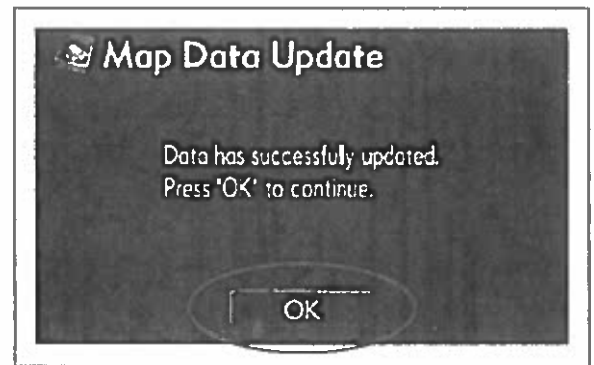 Map Data Update
Data has successfuly updated.
Press "OK" to continue.
OK